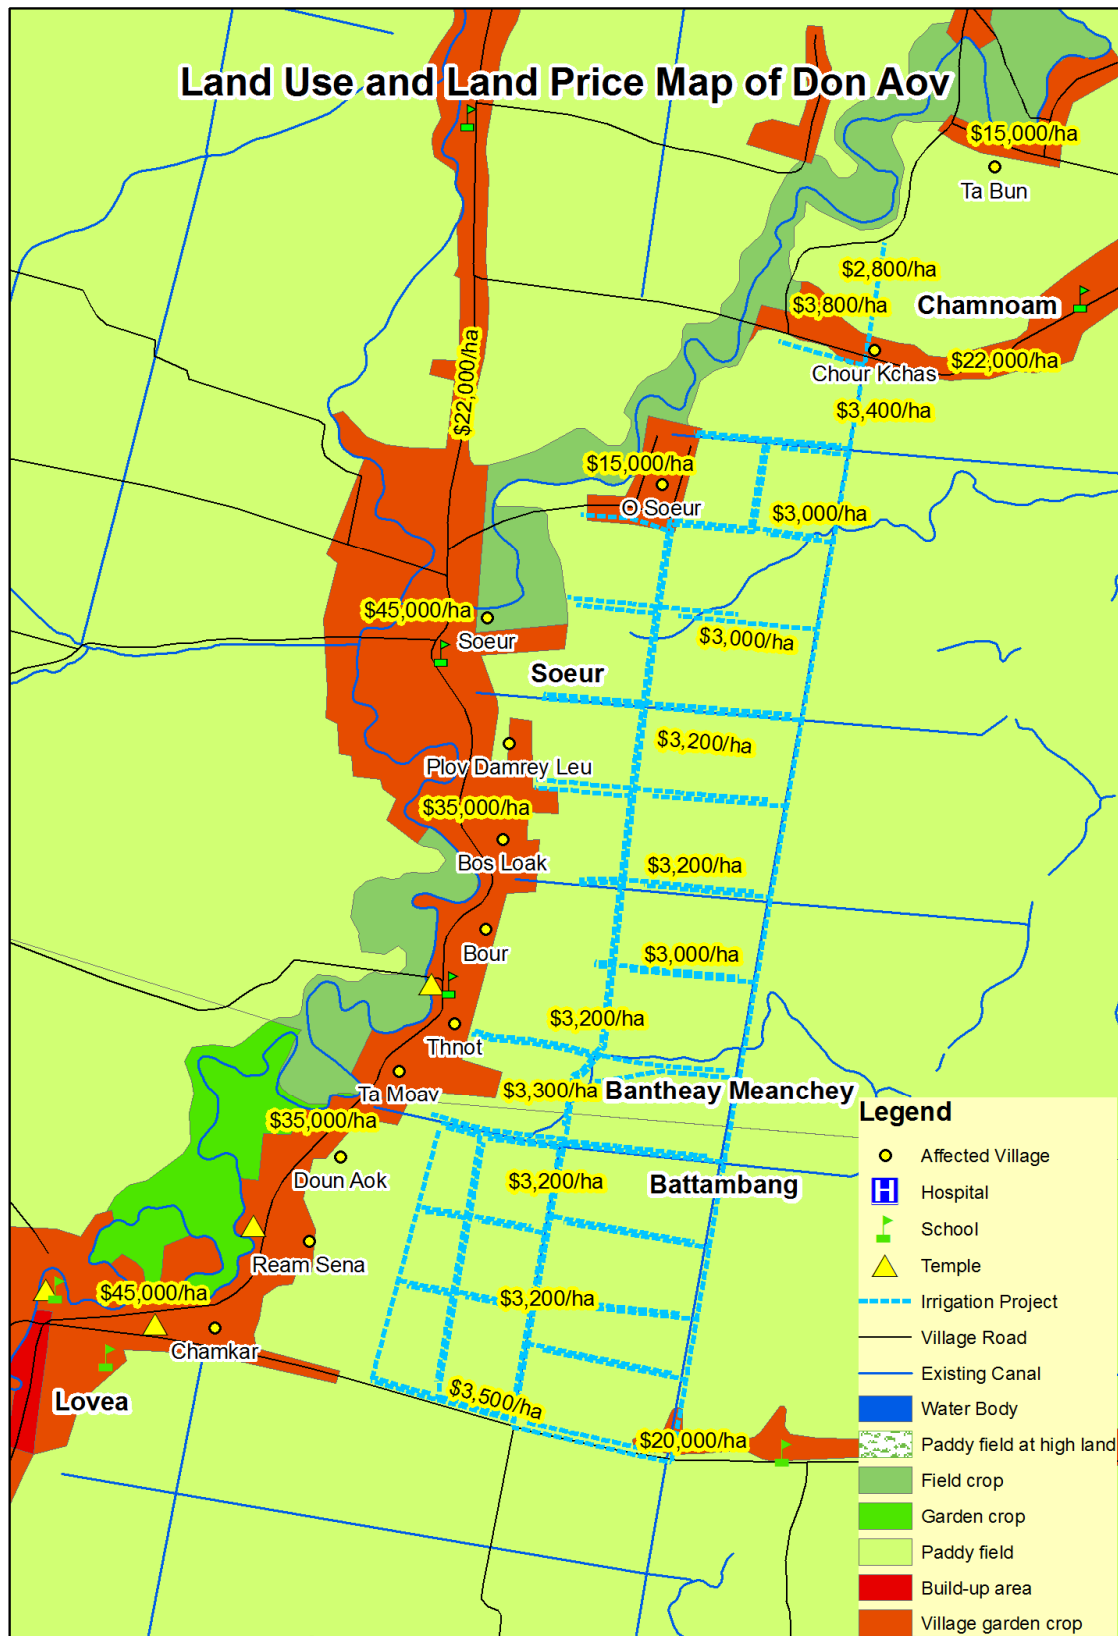 Land Use and Land Price Map of Don Aov
$15,000/ha
Ta Bun
$2,800/ha
$3,800/ha
Chamnoam
$22,000/ha
Chour Kchas
$22,000/ha
$3,400/ha
$15,000/ha
O Soeur
$3,000/ha
$45,000/ha
Soeur
$3,000/ha
Soeur
$3,200/ha
Plov Damrey Leu
$35,000/ha
Bos Loak
$3,200/ha
Bour
$3,000/ha
$3,200/ha
Thnot
Ta Moav
$3,300/ha
Bantheay Meanchey
$35,000/ha
Doun Aok
$3,200/ha
Battambang
Ream Sena
$45,000/ha
$3,200/ha
Chamkar
Lovea
$3,500/ha
$20,000/ha
Legend
Affected Village
H Hospital
School
Temple
Irrigation Project
Village Road
Existing Canal
Water Body
Paddy field at high land
Field crop
Garden crop
Paddy field
Build-up area
Village garden crop